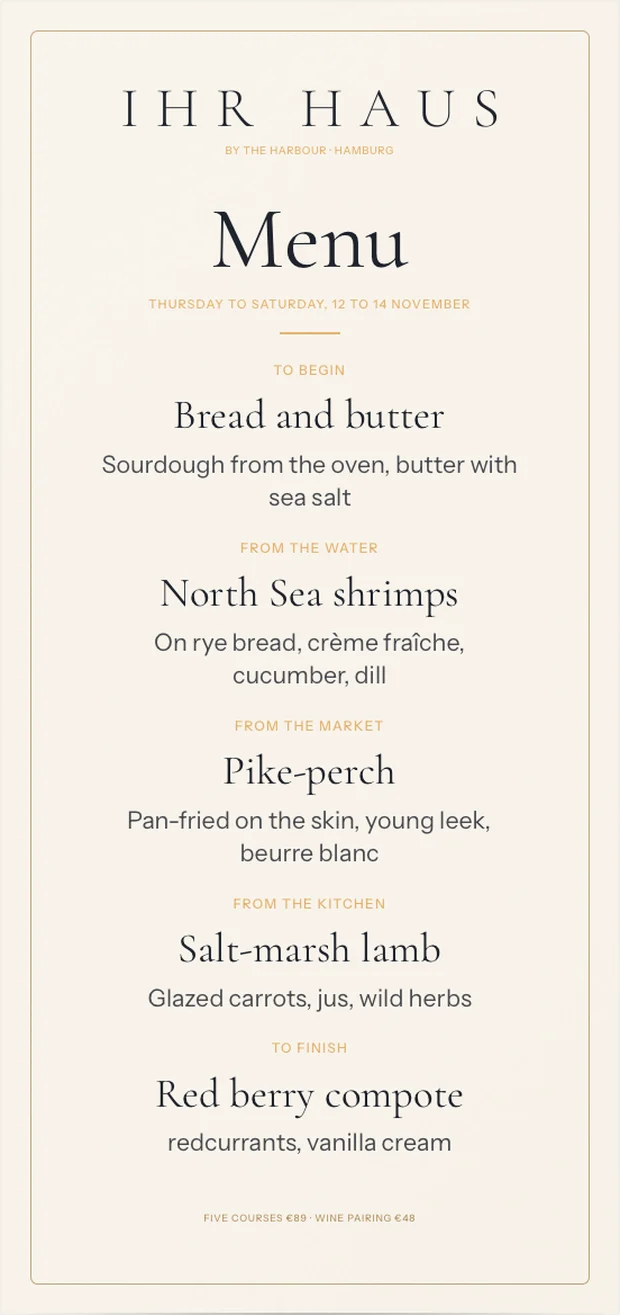 IHR HAUS
BY THE HARBOUR · HAMBURG
Menu
THURSDAY TO SATURDAY, 12 TO 14 NOVEMBER
TO BEGIN
Bread and butter
Sourdough from the oven, butter with
sea salt
FROM THE WATER
North Sea shrimps
On rye bread, crème fraîche,
cucumber, dill
FROM THE MARKET
Pike-perch
Pan-fried on the skin, young leek,
beurre blanc
FROM THE KITCHEN
Salt-marsh lamb
Glazed carrots, jus, wild herbs
TO FINISH
Red berry compote
redcurrants, vanilla cream
FIVE COURSES €89 · WINE PAIRING €48